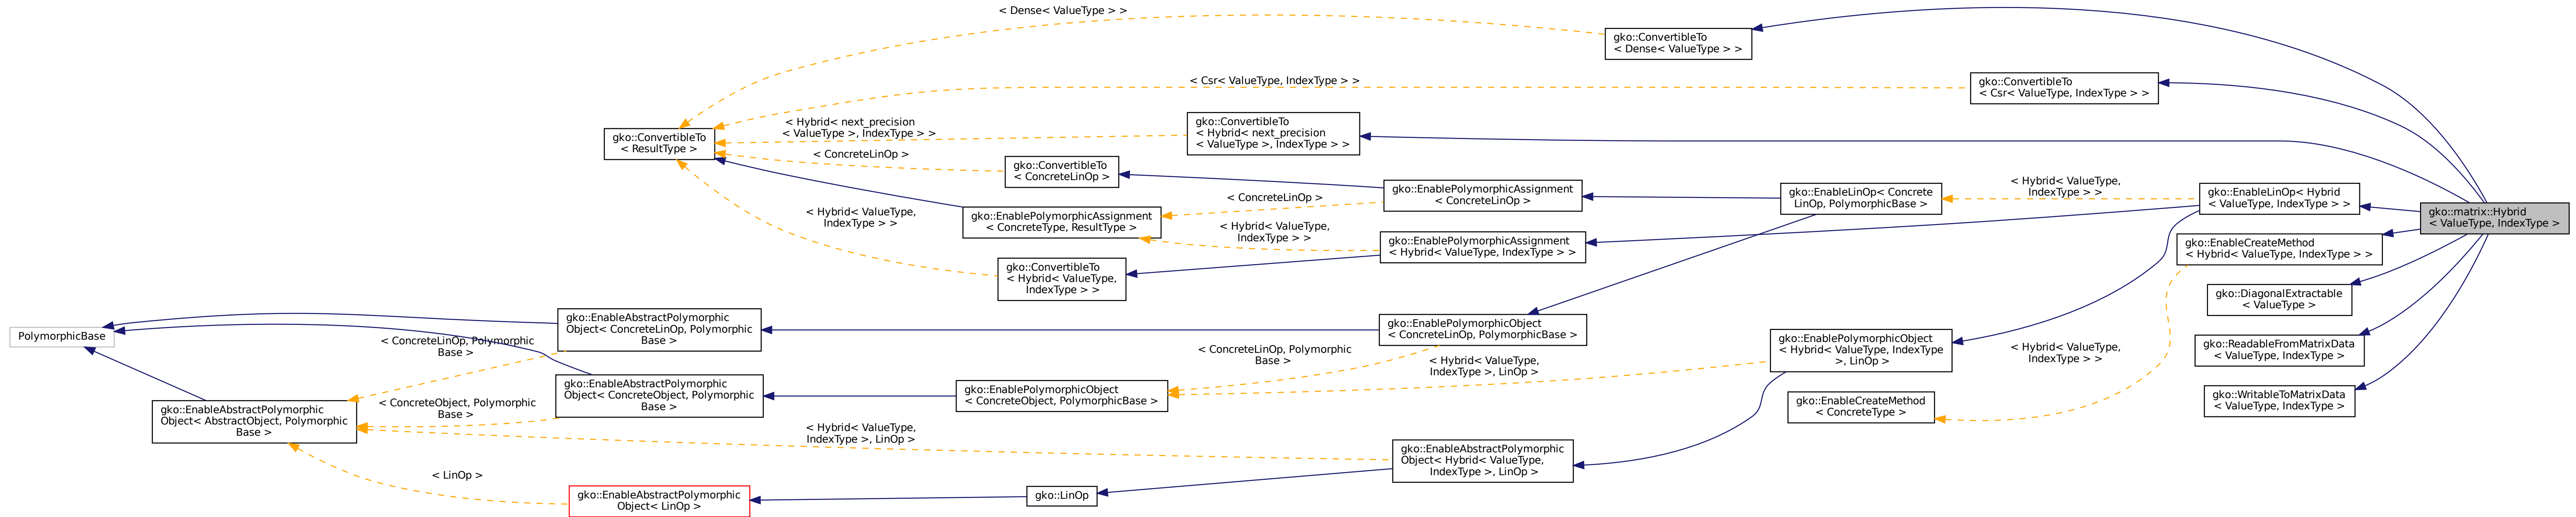 < Dense< ValueType > >
gko::ConvertibleTo
< Dense< ValueType > >
< Csr< ValueType, IndexType > >
gko::ConvertibleTo
< Csr< ValueType, IndexType > >
gko::ConvertibleTo
< ResultType >
< Hybrid< next_precision
< ValueType >, IndexType > >
gko::ConvertibleTo
< Hybrid< next_precision
< ValueType >, IndexType > >
< ConcreteLinOp >
gko::ConvertibleTo
< ConcreteLinOp >
gko::EnablePolymorphicAssignment
< ConcreteLinOp >
gko::EnableLinOp< Concrete
LinOp, PolymorphicBase >
< Hybrid< ValueType,
IndexType > >
gko::EnableLinOp< Hybrid
< ValueType, IndexType > >
gko::matrix::Hybrid
< ValueType, IndexType >
< Hybrid< ValueType,
IndexType > >
gko::EnablePolymorphicAssignment
< ConcreteType, ResultType >
< ConcreteLinOp >
< Hybrid< ValueType,
IndexType > >
gko::EnablePolymorphicAssignment
< Hybrid< ValueType, IndexType > >
gko::EnableCreateMethod
< Hybrid< ValueType, IndexType > >
gko::ConvertibleTo
< Hybrid< ValueType,
IndexType > >
gko::DiagonalExtractable
< ValueType >
PolymorphicBase
gko::EnableAbstractPolymorphic
Object< ConcreteLinOp, Polymorphic
Base >
gko::EnablePolymorphicObject
< ConcreteLinOp, PolymorphicBase >
gko::EnablePolymorphicObject
< Hybrid< ValueType, IndexType
>, LinOp >
< Hybrid< ValueType,
IndexType > >
gko::ReadableFromMatrixData
< ValueType, IndexType >
< ConcreteLinOp, Polymorphic
Base >
< ConcreteLinOp, Polymorphic
Base >
< Hybrid< ValueType,
IndexType >, LinOp >
gko::EnableAbstractPolymorphic
Object< ConcreteObject, Polymorphic
Base >
gko::EnablePolymorphicObject
< ConcreteObject, PolymorphicBase >
gko::EnableCreateMethod
< ConcreteType >
gko::WritableToMatrixData
< ValueType, IndexType >
gko::EnableAbstractPolymorphic
Object< AbstractObject, Polymorphic
Base >
< ConcreteObject, Polymorphic
Base >
< Hybrid< ValueType,
IndexType >, LinOp >
gko::EnableAbstractPolymorphic
Object< Hybrid< ValueType,
IndexType >, LinOp >
< LinOp >
gko::EnableAbstractPolymorphic
Object< LinOp >
gko::LinOp